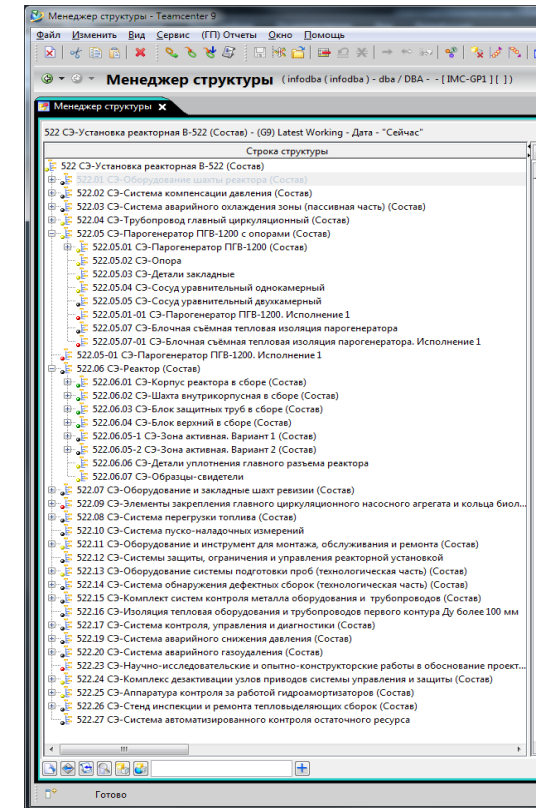 Менеджер структуры - Teamcenter 9
Файл Изменить Вид Сервис (ГП) Отчеты Окно Помощь
Менеджер структуры ( infodba ( infodba ) - dba / DBA - - [ IMC-GP1 ] [ ] )
Менеджер структуры
522 СЭ-Установка реакторная В-522 (Состав) - (G9) Latest Working - Дата - "Сейчас"
Строка структуры
522 СЭ-Установка реакторная В-522 (Состав)
522.01 СЭ-Оборудование шахты реактора (Состав)
522.02 СЭ-Система компенсации давления (Состав)
522.03 СЭ-Система аварийного охлаждения зоны (пассивная часть) (Состав)
522.04 СЭ-Трубопровод главный циркуляционный (Состав)
522.05 СЭ-Парогенератор ПГВ-1200 с опорами (Состав)
522.05.01 СЭ-Парогенератор ПГВ-1200 (Состав)
522.05.02 СЭ-Опора
522.05.03 СЭ-Детали закладные
522.05.04 СЭ-Сосуд уравнительный однокамерный
522.05.05 СЭ-Сосуд уравнительный двухкамерный
522.05.01-01 СЭ-Парогенератор ПГВ-1200. Исполнение 1
522.05.07 СЭ-Блочная съёмная тепловая изоляция парогенератора
522.05.07-01 СЭ-Блочная съёмная тепловая изоляция парогенератора. Исполнение 1
522.05-01 СЭ-Парогенератор ПГВ-1200. Исполнение 1
522.06 СЭ-Реактор (Состав)
522.06.01 СЭ-Корпус реактора в сборе (Состав)
522.06.02 СЭ-Шахта внутрикорпусная в сборе (Состав)
522.06.03 СЭ-Блок защитных труб в сборе (Состав)
522.06.04 СЭ-Блок верхний в сборе (Состав)
522.06.05-1 СЭ-Зона активная. Вариант 1 (Состав)
522.06.05-2 СЭ-Зона активная. Вариант 2 (Состав)
522.06.06 СЭ-Детали уплотнения главного разъема реактора
522.06.07 СЭ-Образцы-свидетели
522.07 СЭ-Оборудование и закладные шахт ревизии (Состав)
522.09 СЭ-Элементы закрепления главного циркуляционного насосного агрегата и кольца биол...
522.08 СЭ-Система перегрузки топлива (Состав)
522.10 СЭ-Система пуско-наладочных измерений
522.11 СЭ-Оборудование и инструмент для монтажа, обслуживания и ремонта (Состав)
522.12 СЭ-Системы защиты, ограничения и управления реакторной установкой
522.13 СЭ-Оборудование системы подготовки проб (технологическая часть) (Состав)
522.14 СЭ-Система обнаружения дефектных сборок (технологическая часть) (Состав)
522.15 СЭ-Комплект систем контроля металла оборудования и трубопроводов (Состав)
522.16 СЭ-Изоляция тепловая оборудования и трубопроводов первого контура Ду более 100 мм
522.17 СЭ-Система контроля, управления и диагностики (Состав)
522.19 СЭ-Система аварийного снижения давления (Состав)
522.20 СЭ-Система аварийного газоудаления (Состав)
522.23 СЭ-Научно-исследовательские и опытно-конструкторские работы в обоснование проект...
522.24 СЭ-Комплекс дезактивации узлов приводов системы управления и защиты (Состав)
522.25 СЭ-Аппаратура контроля за работой гидроамортизаторов (Состав)
522.26 СЭ-Стенд инспекции и ремонта тепловыделяющих сборок (Состав)
522.27 СЭ-Система автоматизированного контроля остаточного ресурса
Готово